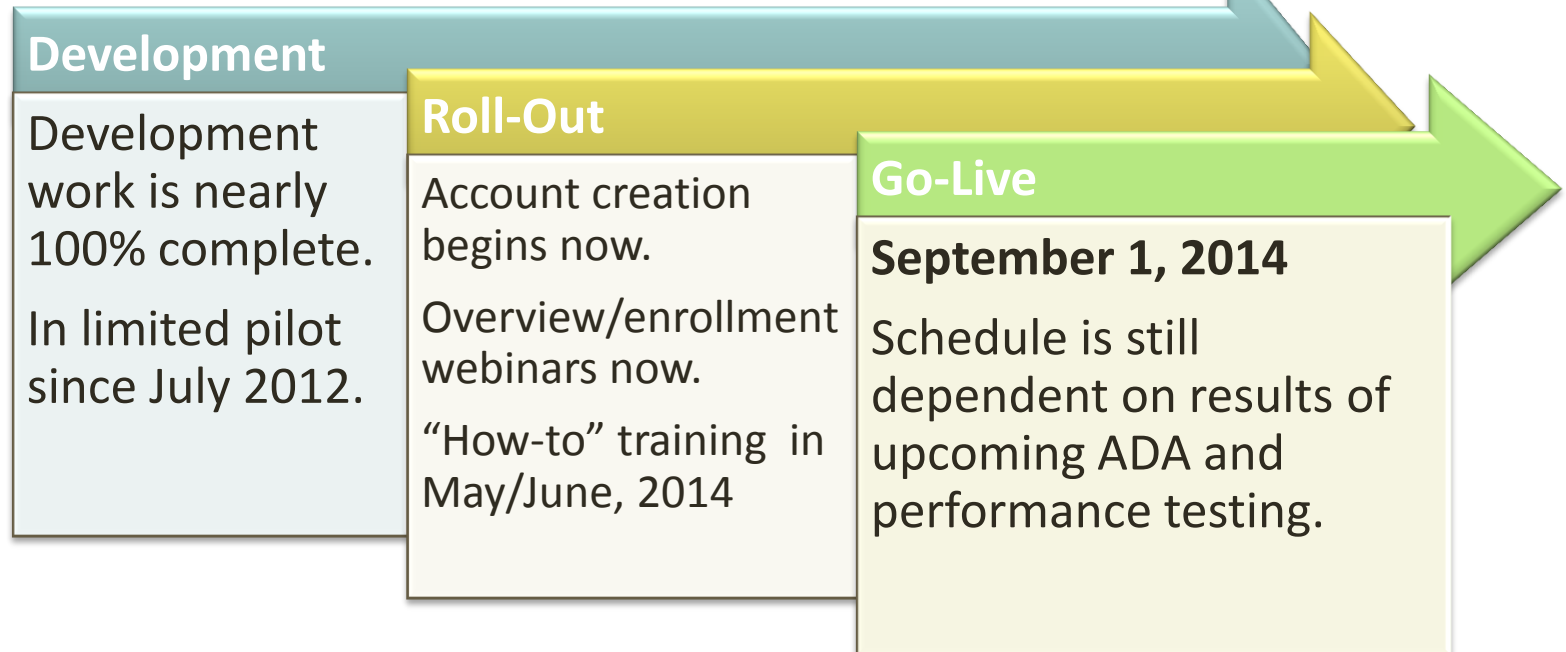 Development
Development
work is nearly
100% complete.
In limited pilot
since July 2012.
Roll-Out
Account creation
begins now.
Overview/enrollment
webinars now.
“How-to” training  in
May/June, 2014
Go-Live
September 1, 2014
Schedule is still
dependent on results of
upcoming ADA and
performance testing.